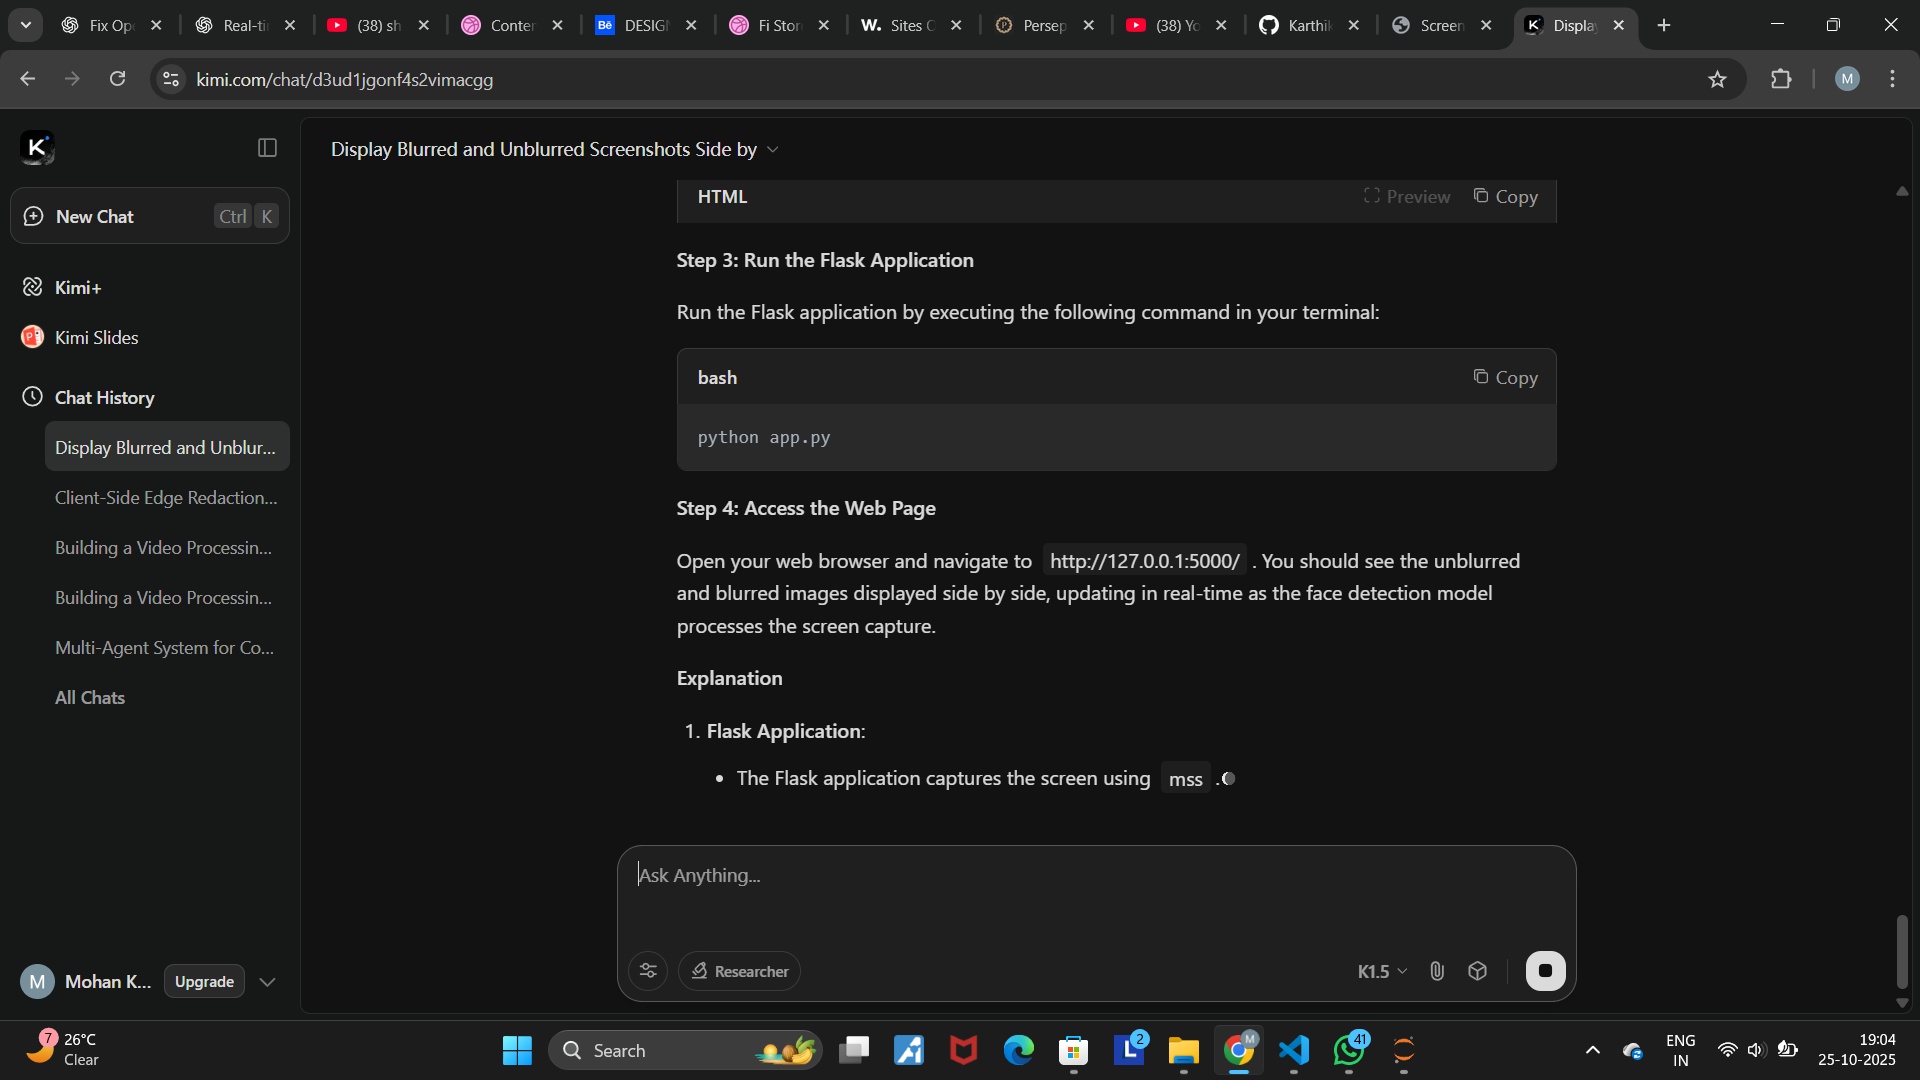 Fix Op
Real-ti
(38) sh
Conter
Bē
DESIG
Fi Stor
W.
Sites C
P
Persep
(38) Yo
Karthik
Screen
K
Displa
kimi.com/chat/d3ud1jgonf4s2vimacgg
M
K
Display Blurred and Unblurred Screenshots Side by
New Chat
Ctrl K
Kimi+
Kimi Slides
Chat History
Display Blurred and Unblur...
Client-Side Edge Redaction...
Building a Video Processin...
Building a Video Processin...
Multi-Agent System for Co...
All Chats
M
Mohan K...
Upgrade
HTML
Preview
Copy
Step 3: Run the Flask Application
Run the Flask application by executing the following command in your terminal:
bash
Copy
python app.py
Step 4: Access the Web Page
Open your web browser and navigate to http://127.0.0.1:5000/ . You should see the unblurred
and blurred images displayed side by side, updating in real-time as the face detection model
processes the screen capture.
Explanation
1. Flask Application:
• The Flask application captures the screen using mss .
Ask Anything...
Researcher
K1.5
7
26°C
Clear
Search
L
2
M
41
ENG
IN
19:04
25-10-2025